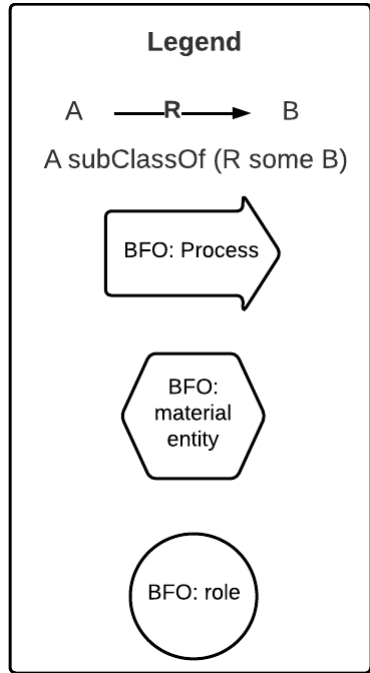 Legend
A R B
A subClassOf (R some B)
BFO: Process
BFO:
material
entity
BFO: role